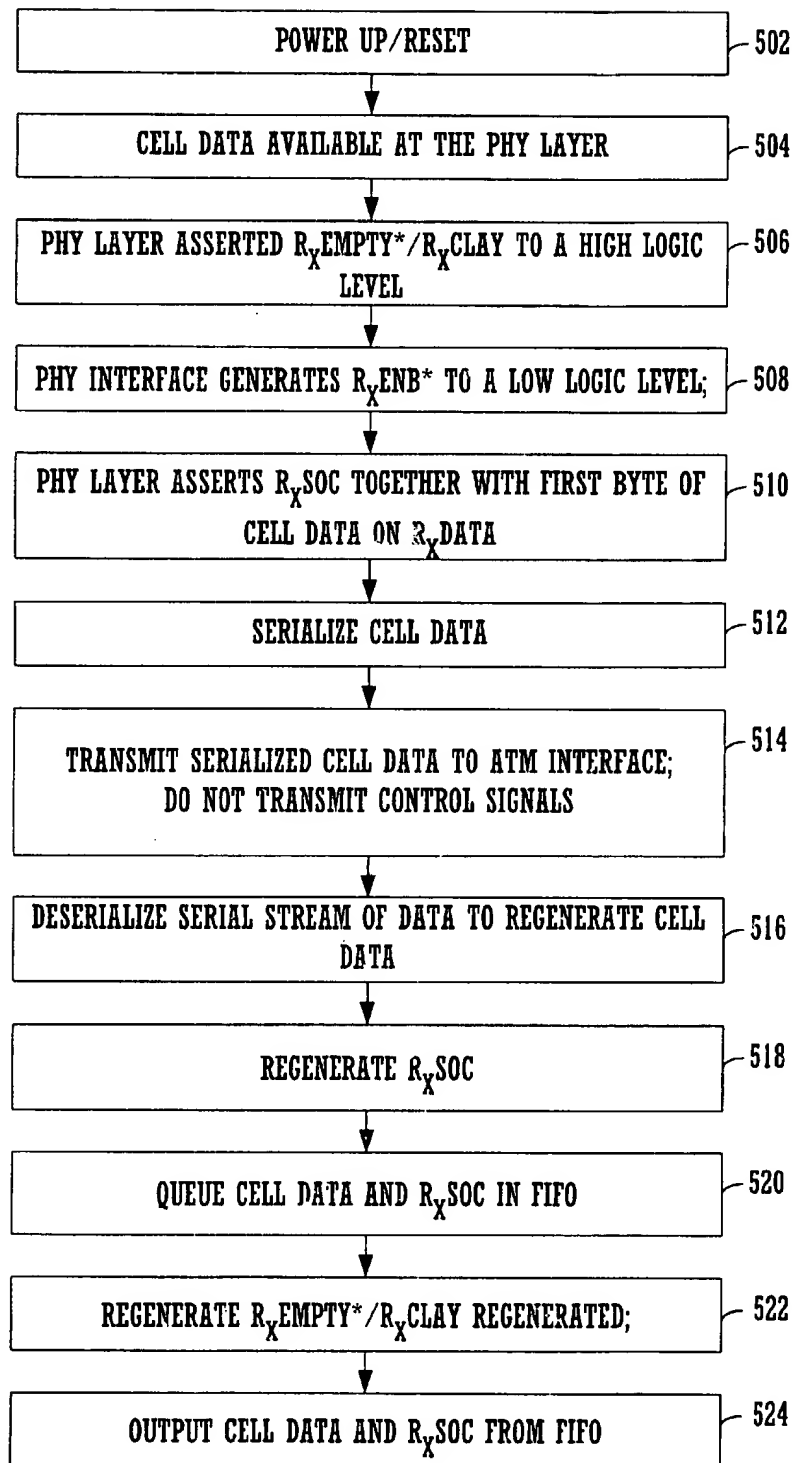 POWER UP/RESET
502
CELL DATA AVAILABLE AT THE PHY LAYER
504
PHY LAYER ASSERTED RXEMPTY*/RXCLAY TO A HIGH LOGIC
LEVEL
506
PHY INTERFACE GENERATES RXENB* TO A LOW LOGIC LEVEL;
508
PHY LAYER ASSERTS RXSOC TOGETHER WITH FIRST BYTE OF
CELL DATA ON RXDATA
510
SERIALIZE CELL DATA
512
TRANSMIT SERIALIZED CELL DATA TO ATM INTERFACE;
DO NOT TRANSMIT CONTROL SIGNALS
514
DESERIALIZE SERIAL STREAM OF DATA TO REGENERATE CELL
DATA
516
REGENERATE RXSOC
518
QUEUE CELL DATA AND RXSOC IN FIFO
520
REGENERATE RXEMPTY*/RXCLAY REGENERATED;
522
OUTPUT CELL DATA AND RXSOC FROM FIFO
524